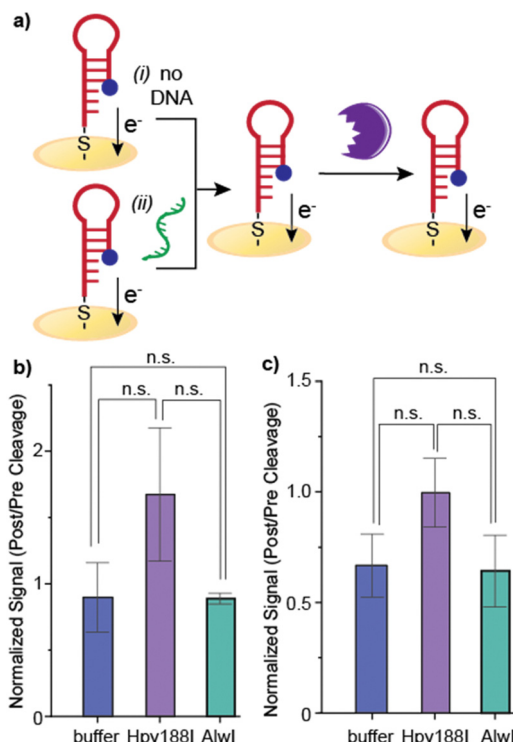 a)
(i) no
DNA
e-
S
(ii)
e-
S
e-
S
e-
S
b)
n.s.
n.s.
n.s.
Normalized Signal (Post/Pre Cleavage)
2
1
0
buffer Hpy188I AlwI
c)
n.s.
n.s.
n.s.
Normalized Signal (Post/Pre Cleavage)
1.5
1.0
0.5
0
buffer Hpy188I AlwI